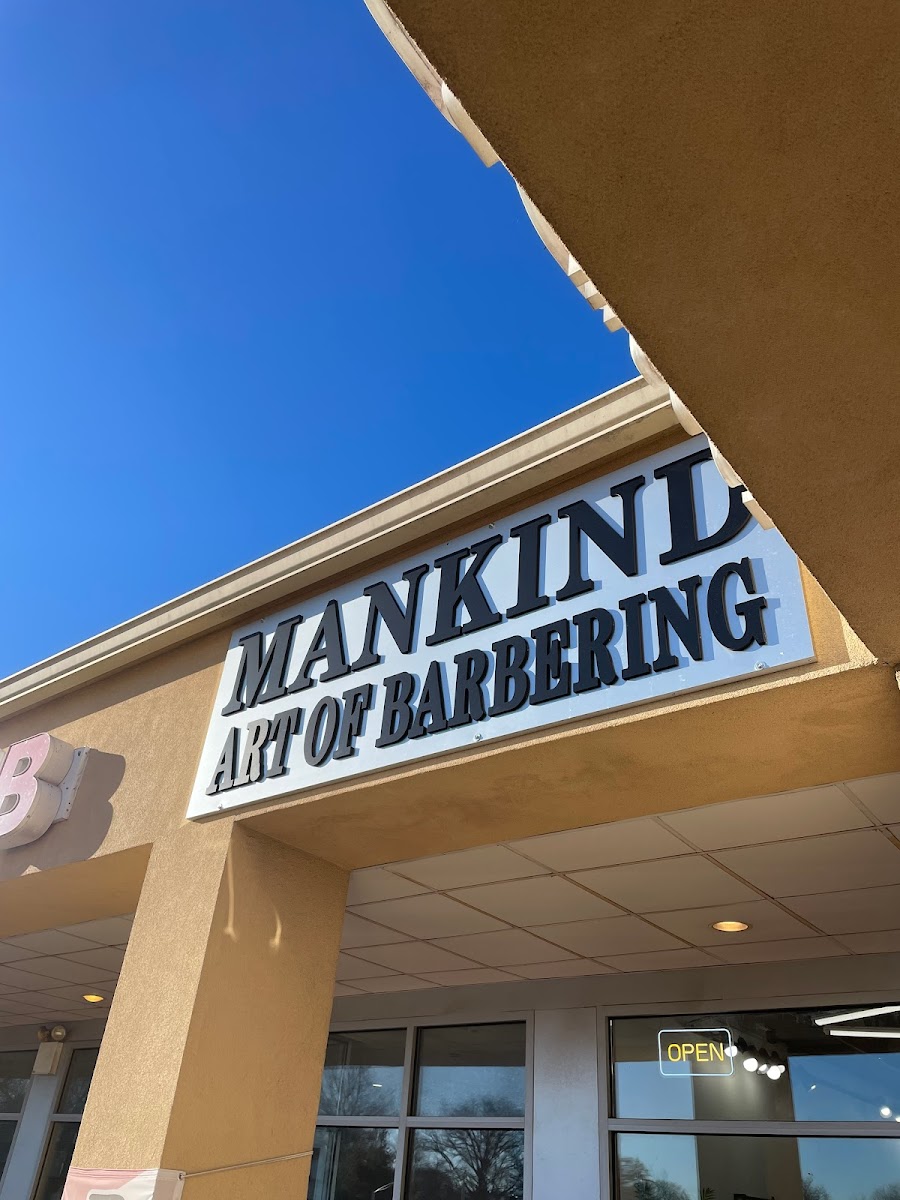 MANKIND
ART OF BARBERING
B
OPEN